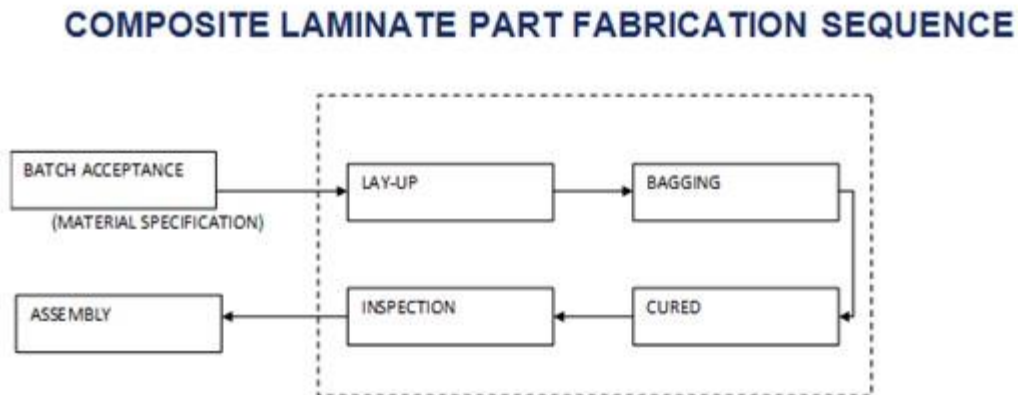 COMPOSITE LAMINATE PART FABRICATION SEQUENCE
BATCH ACCEPTANCE
(MATERIAL SPECIFICATION)
LAY-UP
BAGGING
CURED
INSPECTION
ASSEMBLY